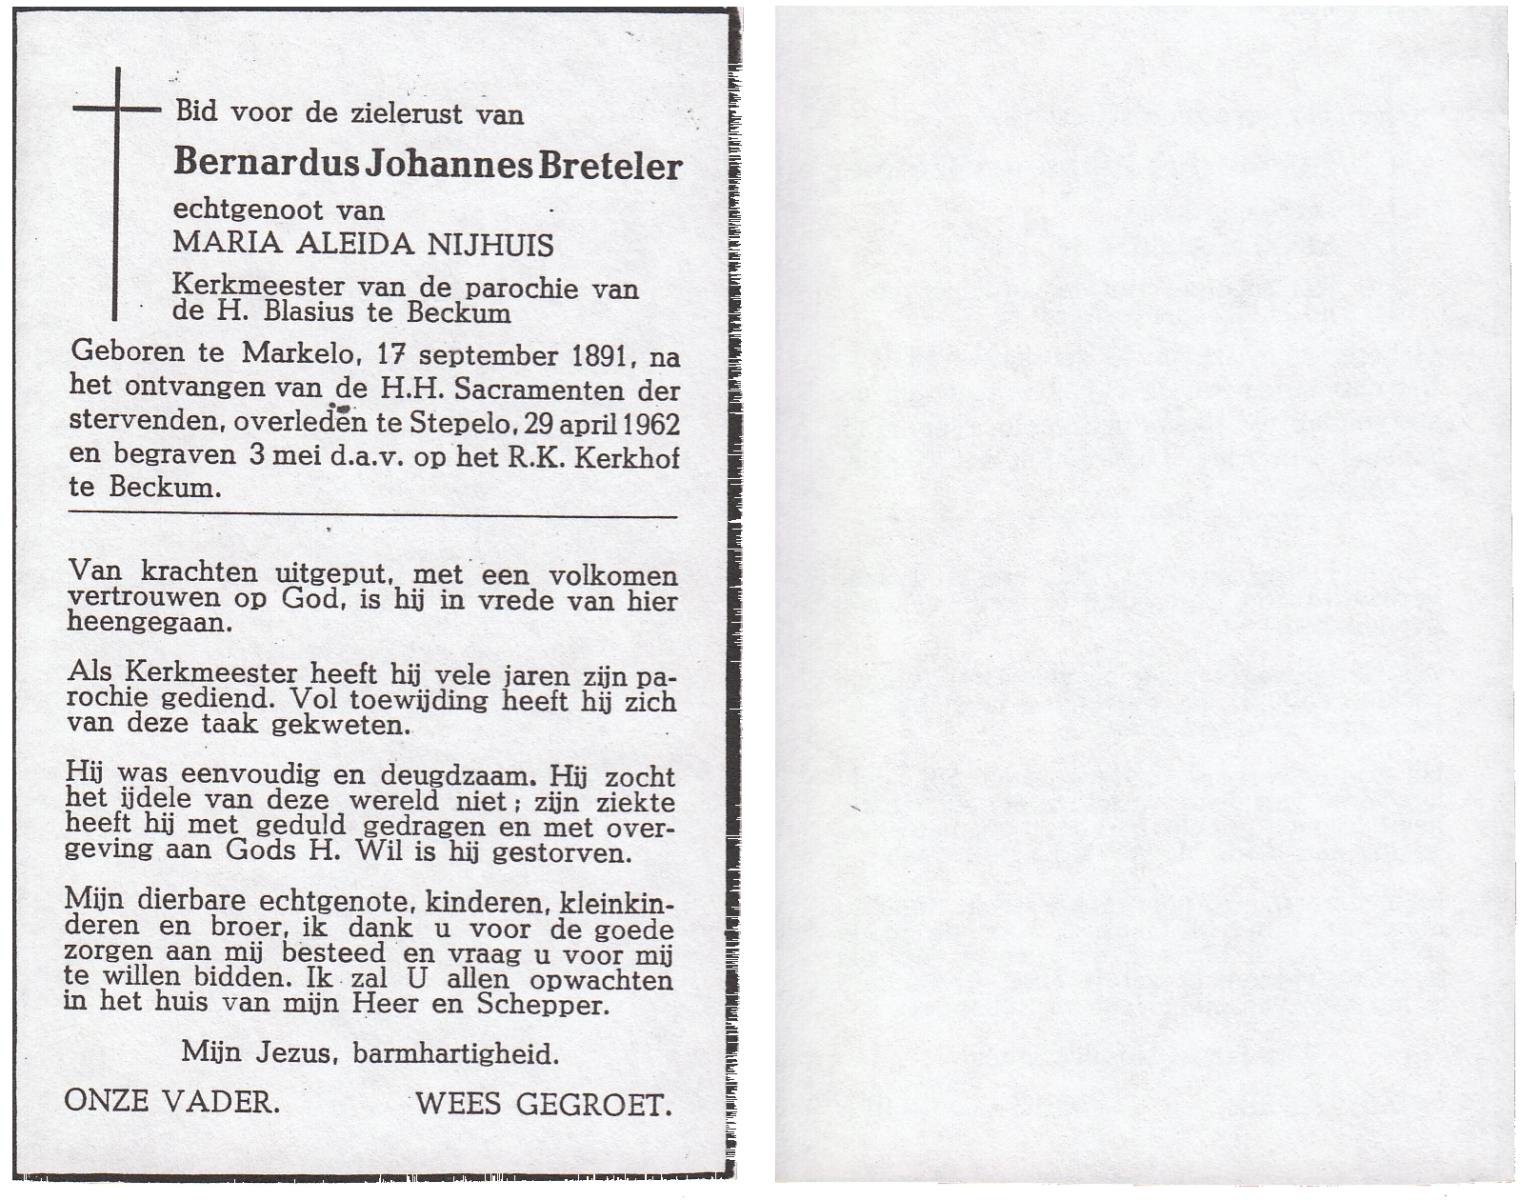 Bid voor de zielerust van
Bernardus Johannes Breteler
echtgenoot van
MARIA ALEIDA NIJHUIS
Kerkmeester van de parochie van
de H. Blasius te Beckum
Geboren te Markelo, 17 september 1891, na
het ontvangen van de H.H. Sacramenten der
stervenden, overleden te Stepelo, 29 april 1962
en begraven 3 mei d.a.v. op het R.K. Kerkhof
te Beckum.
Van krachten uitgeput, met een volkomen
vertrouwen op God, is hij in vrede van hier
heengegaan.
Als Kerkmeester heeft hij vele jaren zijn pa-
rochie gediend. Vol toewijding heeft hij zich
van deze taak gekweten.
Hij was eenvoudig en deugdzaam. Hij zocht
het ijdele van deze wereld niet; zijn ziekte
heeft hij met geduld gedragen en met over-
geving aan Gods H. Wil is hij gestorven.
Mijn dierbare echtgenote, kinderen, kleinkin-
deren en broer, ik dank u voor de goede
zorgen aan mij besteed en vraag u voor mij
te willen bidden. Ik zal U allen opwachten
in het huis van mijn Heer en Schepper.
Mijn Jezus, barmhartigheid.
ONZE VADER. WEES GEGROET.